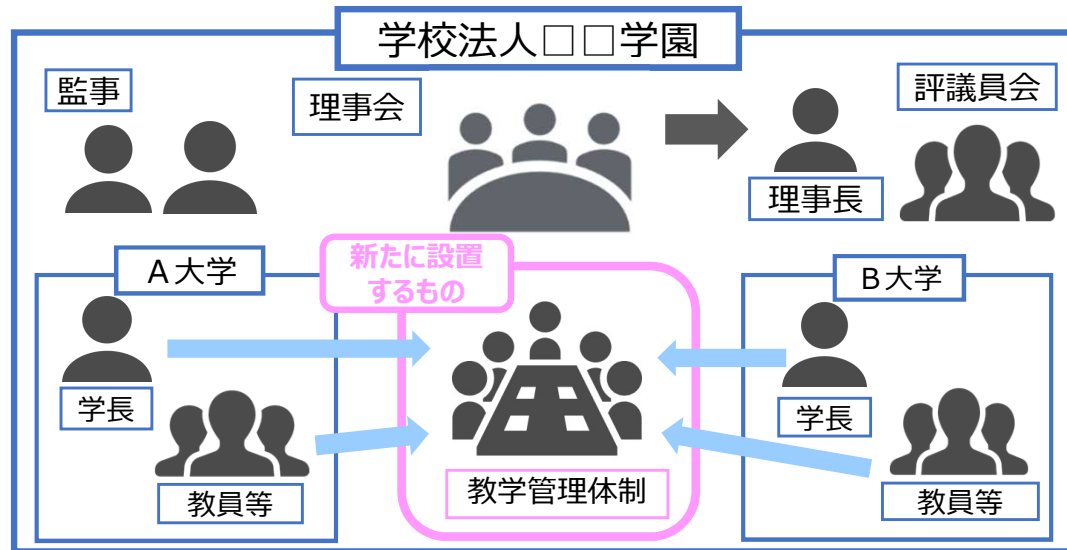 学校法人□□学園
監事
理事会
評議員会
理事長
A大学
新たに設置
するもの
B大学
学長
学長
教員等
教学管理体制
教員等